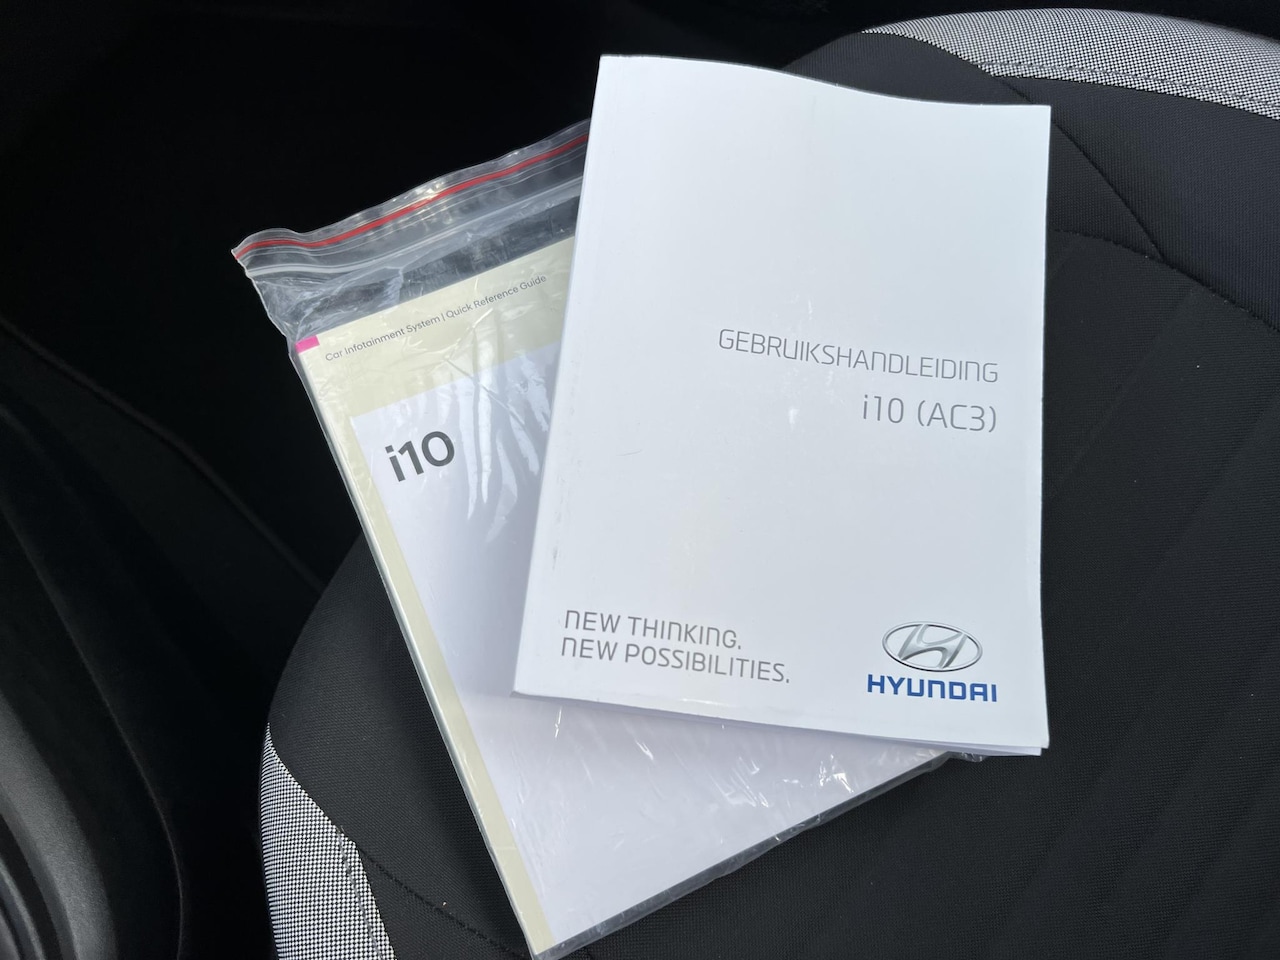 Car Infotainment System | Quick Reference Guide
i10
GEBRUIKSHANDLEIDING
i10 (AC3)
NEW THINKING.
NEW POSSIBILITIES.
HYUNDAI